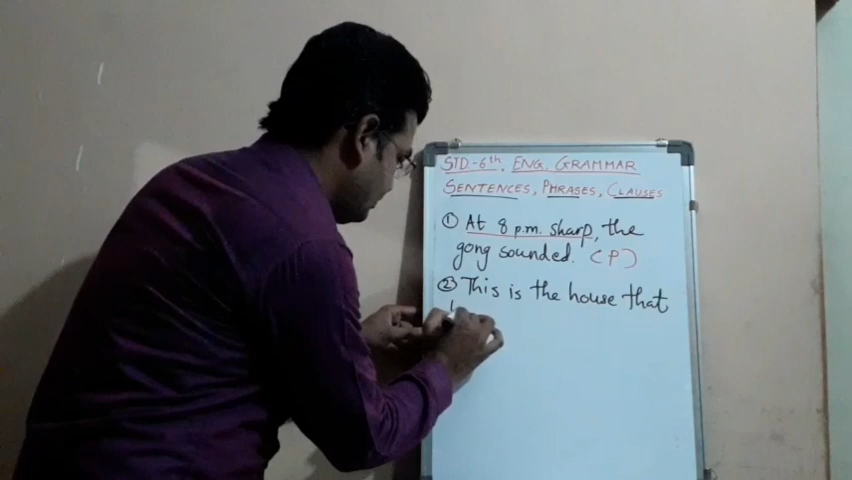 STD-6th, ENG. GRAMMAR
SENTENCES, PHRASES, CLAUSES
① At 8 p.m. sharp, the
gong sounded. (P)
② This is the house that